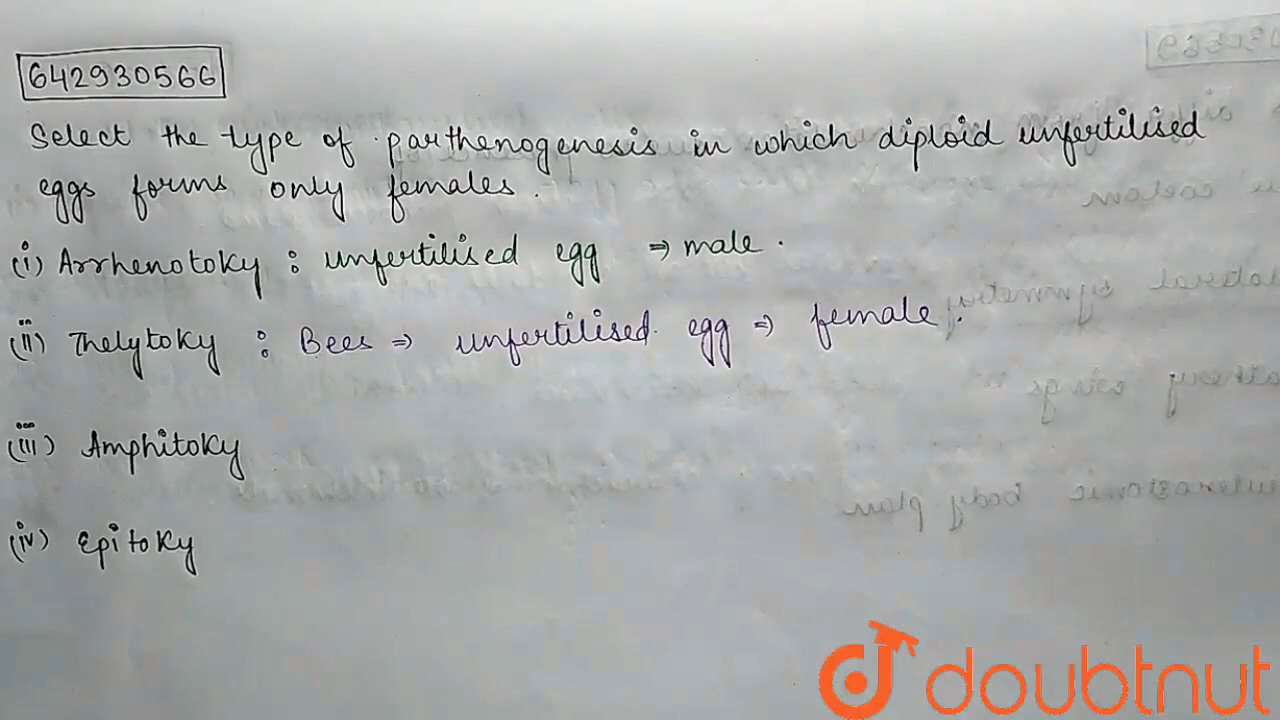 642930566
Select the type of parthenogenesis in which diploid unfertilised
eggs forms only females.
(i) Arrhenotoky : unfertilised egg ⇒ male.
(ii) Thelytoky : Bees ⇒ unfertilised egg ⇒ female.
(iii) Amphitoky
(iv) Epitoky
doubtnut